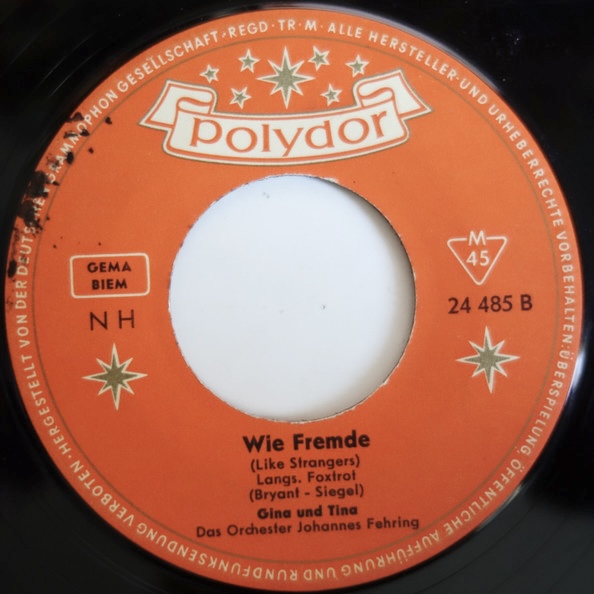 ·HERGESTELLT VON DER DEUTSCHEN GRAMMOPHON GESELLSCHAFT·REGD·TR·M·ALLE HERSTELLER-UND URHEBERRECHTE VORBEHALTEN:ÜBERSPIELUNG, ÖFFENTLICHE AUFFÜHRUNG UND RUNDFUNKSENDUNG VERBOTEN
polydor
GEMA
BIEM
NH
M
45
24 485 B
Wie Fremde
(Like Strangers)
Langs. Foxtrot
(Bryant - Siegel)
Gina und Tina
Das Orchester Johannes Fehring